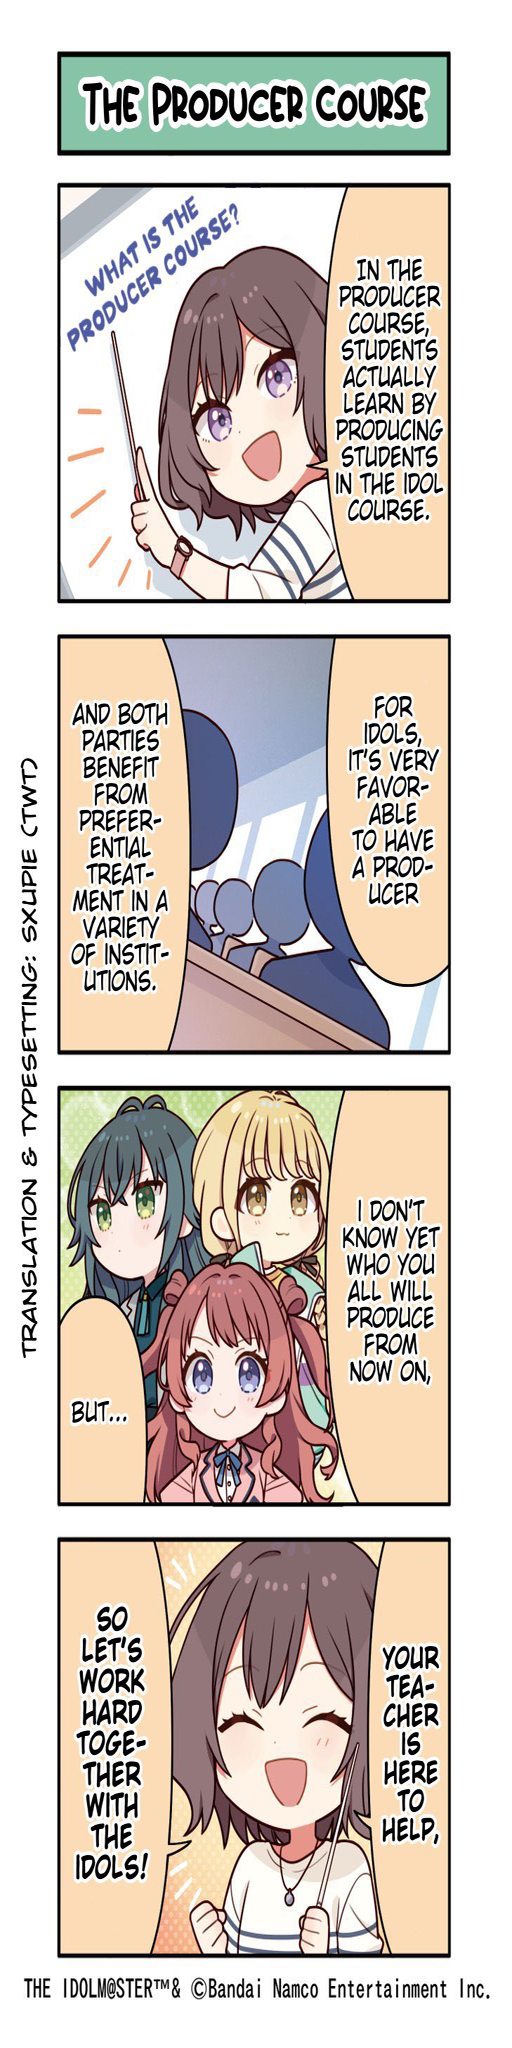 THE PRODUCER COURSE
WHAT IS THE
PRODUCER COURSE?
IN THE
PRODUCER
COURSE,
STUDENTS
ACTUALLY
LEARN BY
PRODUCING
STUDENTS
IN THE IDOL
COURSE.
FOR
IDOLS,
IT'S VERY
FAVOR-
ABLE
TO HAVE
A PROD-
UCER
AND BOTH
PARTIES
BENEFIT
FROM
PREFER-
ENTIAL
TREAT-
MENT IN A
VARIETY
OF INSTIT-
UTIONS.
I DON'T
KNOW YET
WHO YOU
ALL WILL
PRODUCE
FROM
NOW ON,
BUT...
YOUR
TEA-
CHER
IS
HERE
TO
HELP,
SO
LET'S
WORK
HARD
TOGE-
THER
WITH
THE
IDOLS!
TRANSLATION & TYPESETTING: SXUPIE (TWT)
THE IDOLM@STER™& ©Bandai Namco Entertainment Inc.